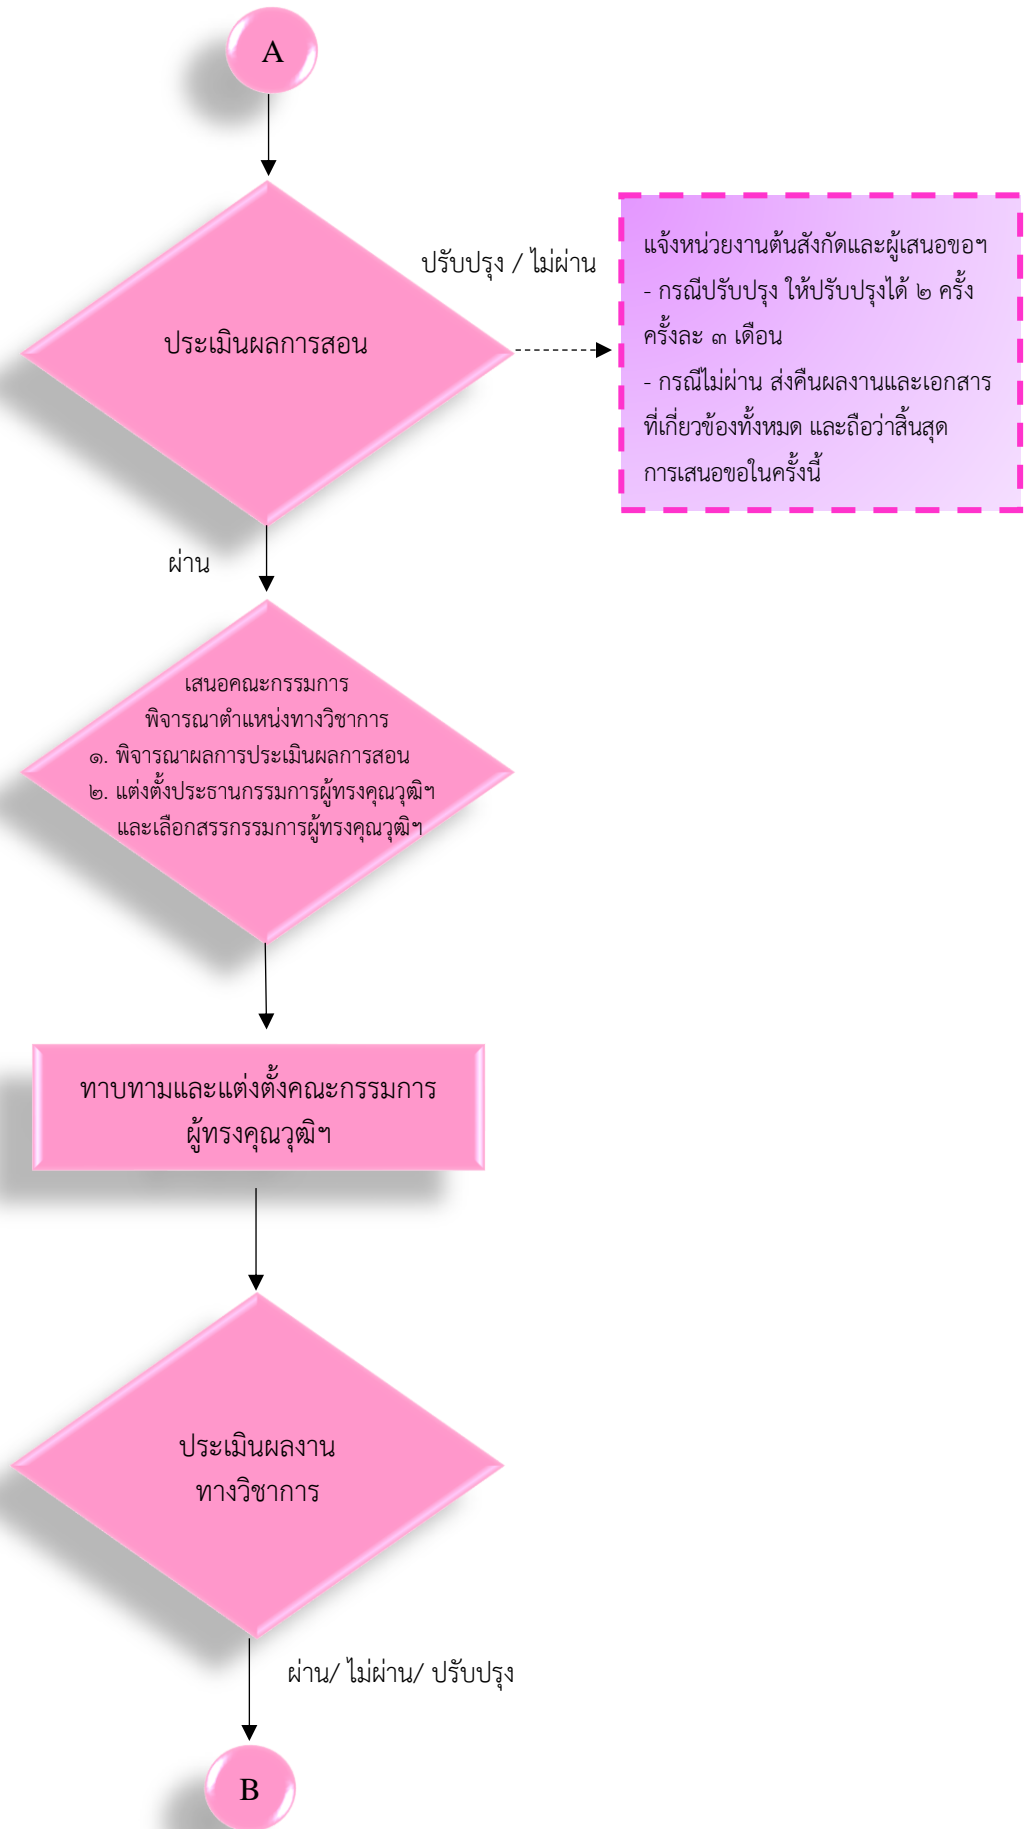 A
ปรับปรุง / ไม่ผ่าน
ประเมินผลการสอน
แจ้งหน่วยงานต้นสังกัดและผู้เสนอขอฯ
- กรณีปรับปรุง ให้ปรับปรุงได้ ๒ ครั้ง
ครั้งละ ๓ เดือน
- กรณีไม่ผ่าน ส่งคืนผลงานและเอกสาร
ที่เกี่ยวข้องทั้งหมด และถือว่าสิ้นสุด
การเสนอขอในครั้งนี้
ผ่าน
เสนอคณะกรรมการ
พิจารณาตำแหน่งทางวิชาการ
๑. พิจารณาผลการประเมินผลการสอน
๒. แต่งตั้งประธานกรรมการผู้ทรงคุณวุฒิฯ
และเลือกสรรกรรมการผู้ทรงคุณวุฒิฯ
ทาบทามและแต่งตั้งคณะกรรมการ
ผู้ทรงคุณวุฒิฯ
ประเมินผลงาน
ทางวิชาการ
ผ่าน/ ไม่ผ่าน/ ปรับปรุง
B